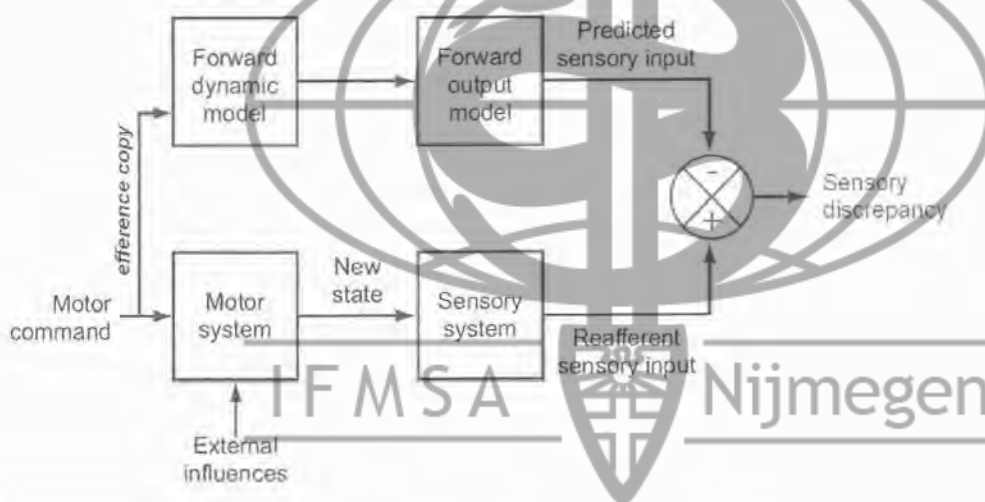 Forward
dynamic
model
Forward
output
model
Predicted
sensory input
efference copy
Sensory
discrepancy
-
+
Motor
command
Motor
system
New
state
Sensory
system
Reafferent
sensory input
External
influences
IFMSA
Nijmegen